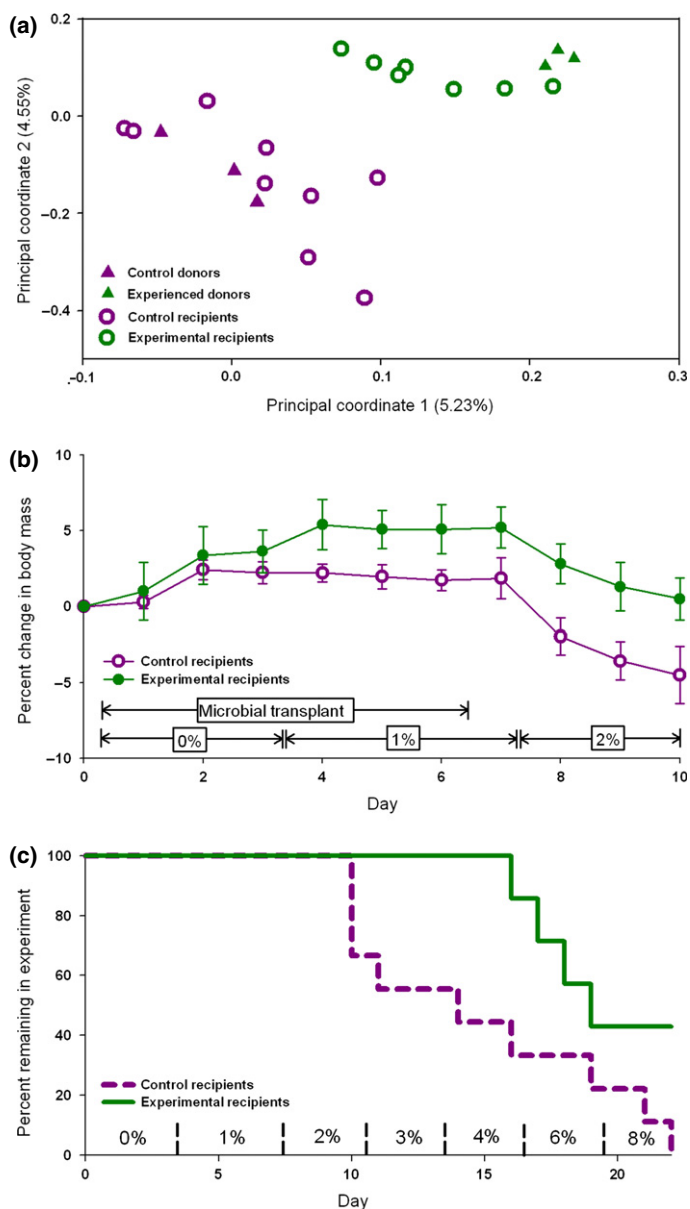 (a)
0.2
0.0
–0.2
–0.4
Principal coordinate 2 (4.55%)
Control donors
Experienced donors
Control recipients
Experimental recipients
–0.1
0.0
0.1
0.2
0.3
Principal coordinate 1 (5.23%)
(b)
10
5
0
–5
–10
Percent change in body mass
Control recipients
Experimental recipients
Microbial transplant
0% 1% 2%
0 2 4 6 8 10
Day
(c)
100
80
60
40
20
0
Percent remaining in experiment
Control recipients
Experimental recipients
0% 1% 2% 3% 4% 6% 8%
0 5 10 15 20
Day